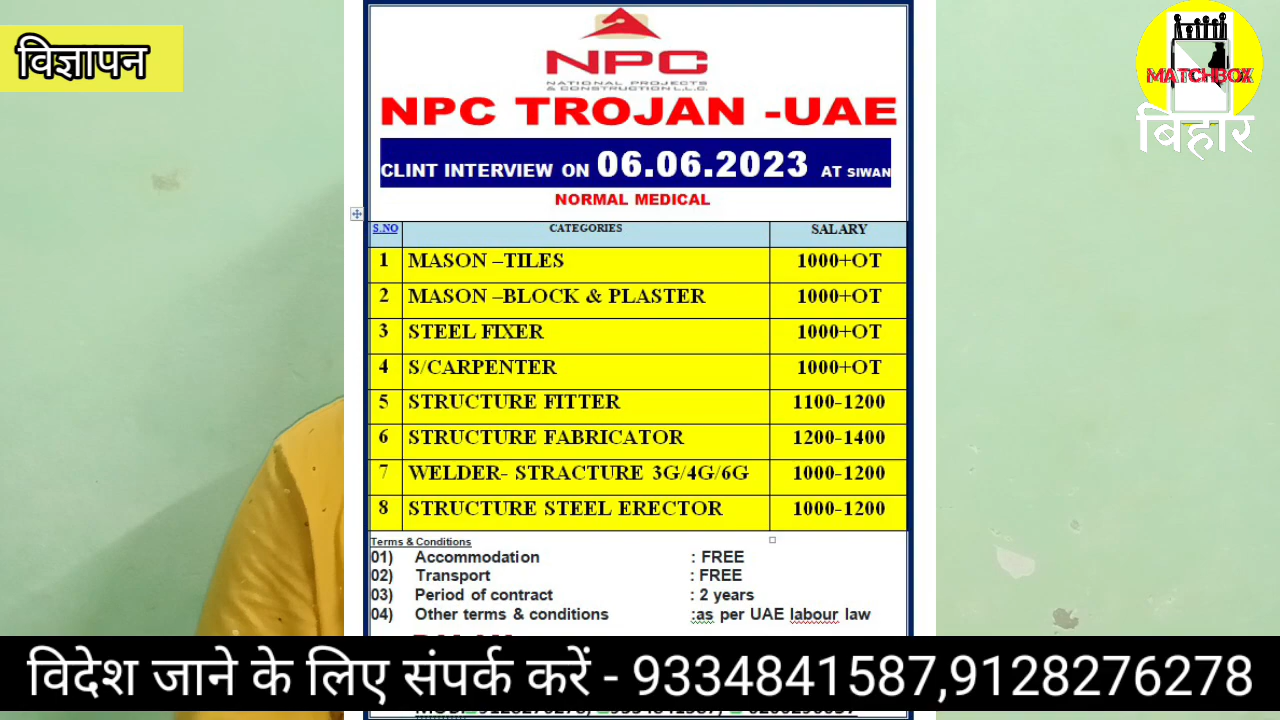 विज्ञापन
NPC
NATIONAL PROJECTS
& CONSTRUCTION L.L.C.
NPC TROJAN -UAE
CLINT INTERVIEW ON 06.06.2023 AT SIWAN
NORMAL MEDICAL
MATCHBOX
बिहार
S.NO CATEGORIES SALARY
1 MASON –TILES 1000+OT
2 MASON –BLOCK & PLASTER 1000+OT
3 STEEL FIXER 1000+OT
4 S/CARPENTER 1000+OT
5 STRUCTURE FITTER 1100-1200
6 STRUCTURE FABRICATOR 1200-1400
7 WELDER- STRACTURE 3G/4G/6G 1000-1200
8 STRUCTURE STEEL ERECTOR 1000-1200
Terms & Conditions
01) Accommodation : FREE
02) Transport : FREE
03) Period of contract : 2 years
04) Other terms & conditions :as per UAE labour law
विदेश जाने के लिए संपर्क करें - 9334841587,9128276278